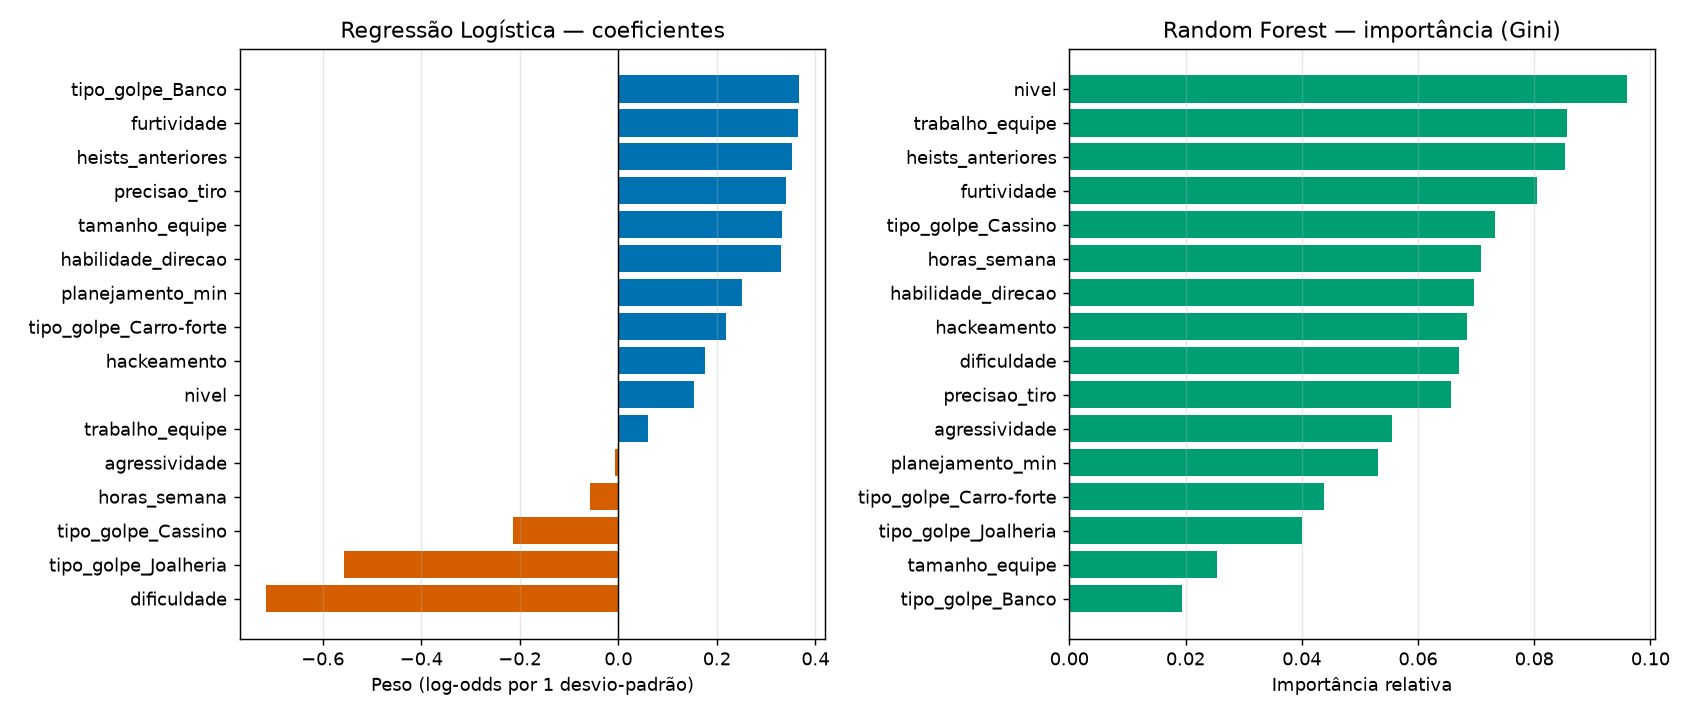 Regressão Logística — coeficientes
tipo_golpe_Banco
furtividade
heists_anteriores
precisao_tiro
tamanho_equipe
habilidade_direcao
planejamento_min
tipo_golpe_Carro-forte
hackeamento
nivel
trabalho_equipe
agressividade
horas_semana
tipo_golpe_Cassino
tipo_golpe_Joalheria
dificuldade
−0.6 −0.4 −0.2 0.0 0.2 0.4
Peso (log-odds por 1 desvio-padrão)
Random Forest — importância (Gini)
nivel
trabalho_equipe
heists_anteriores
furtividade
tipo_golpe_Cassino
horas_semana
habilidade_direcao
hackeamento
dificuldade
precisao_tiro
agressividade
planejamento_min
tipo_golpe_Carro-forte
tipo_golpe_Joalheria
tamanho_equipe
tipo_golpe_Banco
0.00 0.02 0.04 0.06 0.08 0.10
Importância relativa